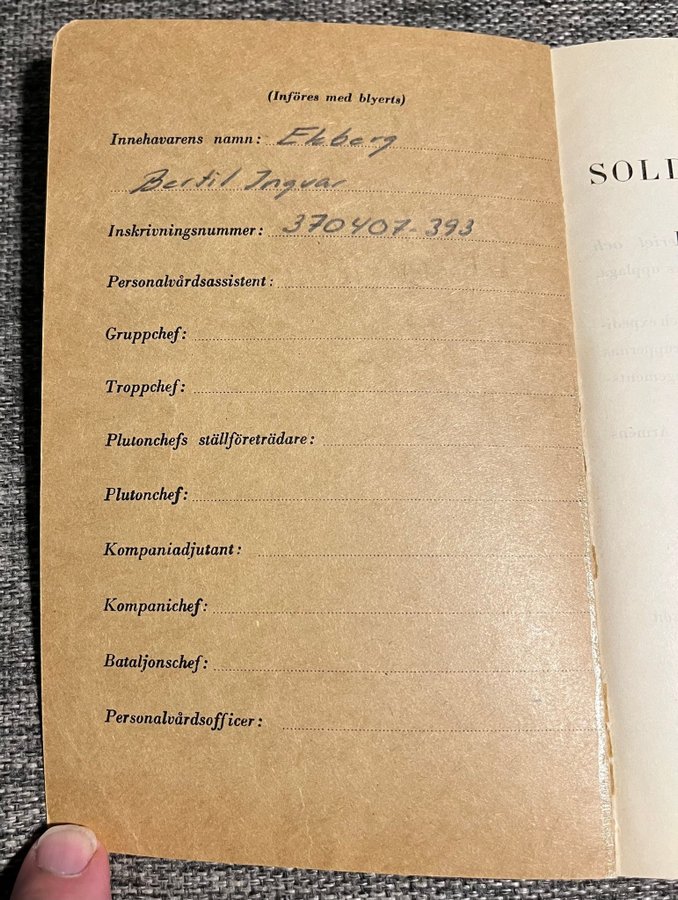 (Införes med blyerts)
Innehavarens namn: Ekberg
Bertil Ingvar
Inskrivningsnummer: 370407-393
Personalvårdsassistent:
Gruppchef:
Troppchef:
Plutonchefs ställföreträdare:
Plutonchef:
Kompaniadjutant:
Kompanichef:
Bataljonschef:
Personalvårdsofficer:
SOLD